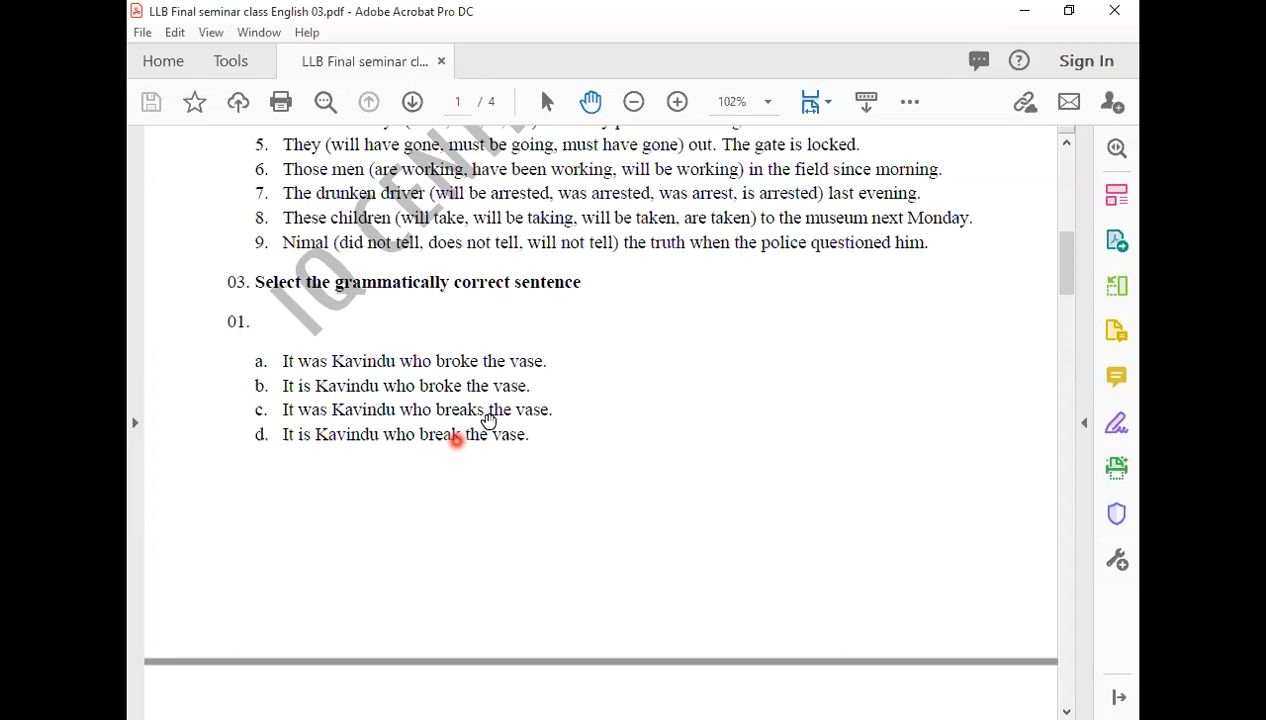 LLB Final seminar class English 03.pdf - Adobe Acrobat Pro DC
File Edit View Window Help
Home Tools LLB Final seminar cl... × Sign In
1 / 4 102%
5. They (will have gone, must be going, must have gone) out. The gate is locked.
6. Those men (are working, have been working, will be working) in the field since morning.
7. The drunken driver (will be arrested, was arrested, was arrest, is arrested) last evening.
8. These children (will take, will be taking, will be taken, are taken) to the museum next Monday.
9. Nimal (did not tell, does not tell, will not tell) the truth when the police questioned him.
03. Select the grammatically correct sentence
01.
a. It was Kavindu who broke the vase.
b. It is Kavindu who broke the vase.
c. It was Kavindu who breaks the vase.
d. It is Kavindu who break the vase.
IQ